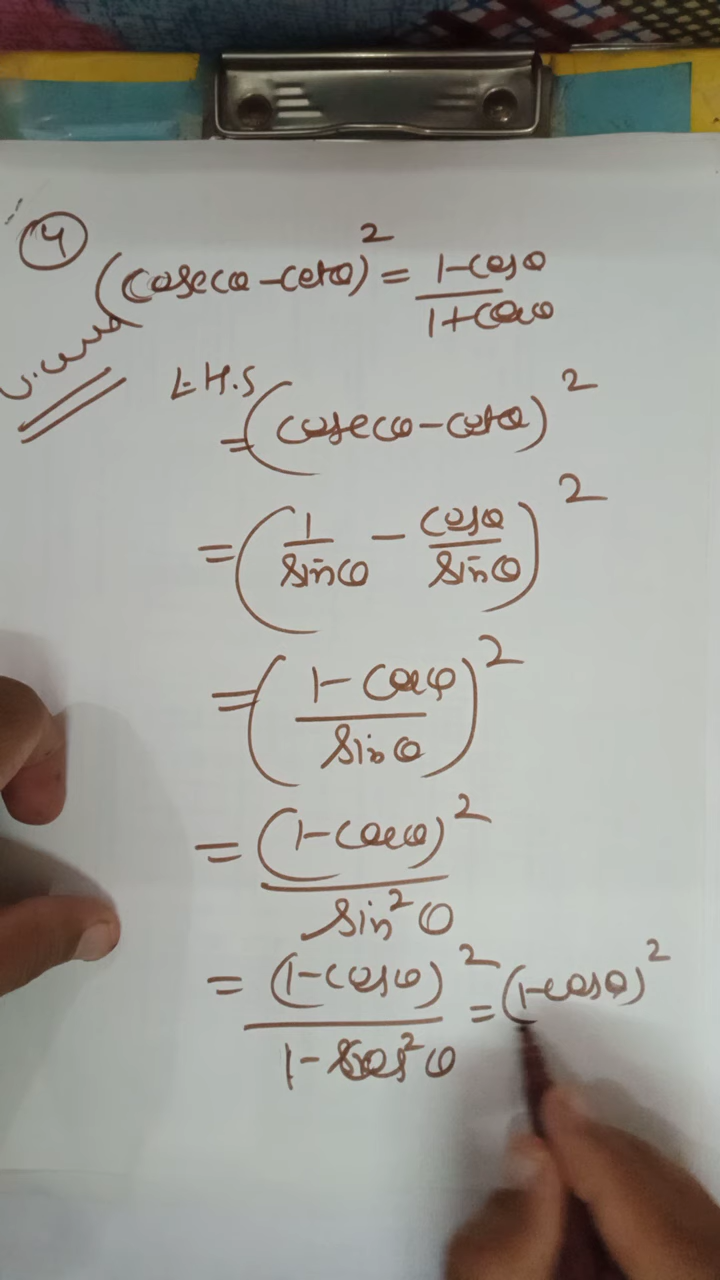 4
(cosecθ-cotθ)² = 1-cosθ / 1+cosθ
L.H.S
= (cosecθ-cotθ)²
= (1/sinθ - cosθ/sinθ)²
= (1-cosθ / sinθ)²
= (1-cosθ)² / sin²θ
= (1-cosθ)² / 1-cos²θ = (1-cosθ)²